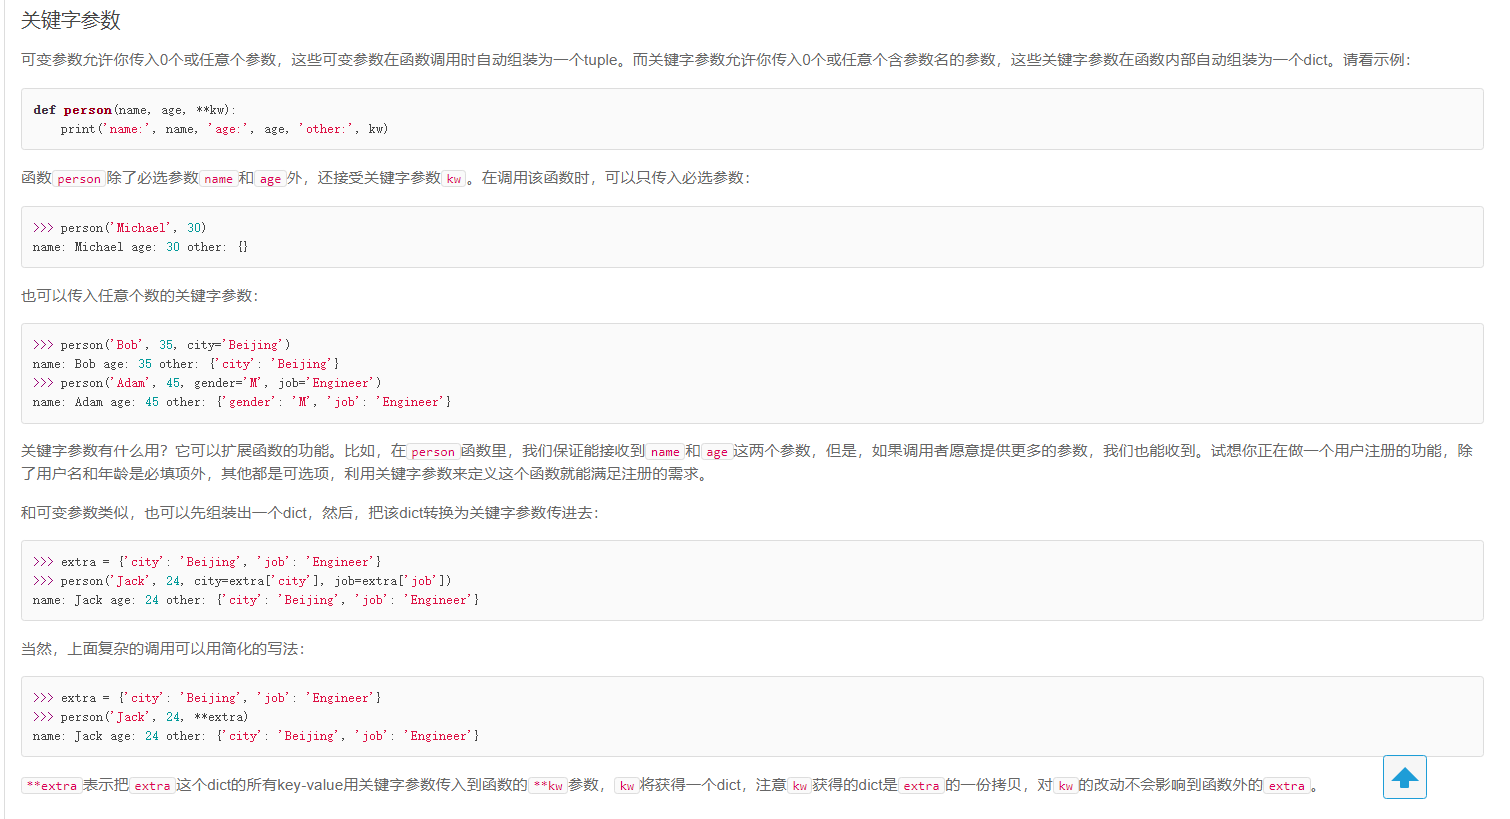 关键字参数
可变参数允许你传入0个或任意个参数，这些可变参数在函数调用时自动组装为一个tuple。而关键字参数允许你传入0个或任意个含参数名的参数，这些关键字参数在函数内部自动组装为一个dict。请看示例：
def person(name, age, **kw):
    print('name:', name, 'age:', age, 'other:', kw)
函数person除了必选参数name和age外，还接受关键字参数kw。在调用该函数时，可以只传入必选参数：
>>> person('Michael', 30)
name: Michael age: 30 other: {}
也可以传入任意个数的关键字参数：
>>> person('Bob', 35, city='Beijing')
name: Bob age: 35 other: {'city': 'Beijing'}
>>> person('Adam', 45, gender='M', job='Engineer')
name: Adam age: 45 other: {'gender': 'M', 'job': 'Engineer'}
关键字参数有什么用？它可以扩展函数的功能。比如，在person函数里，我们保证能接收到name和age这两个参数，但是，如果调用者愿意提供更多的参数，我们也能收到。试想你正在做一个用户注册的功能，除
了用户名和年龄是必填项外，其他都是可选项，利用关键字参数来定义这个函数就能满足注册的需求。
和可变参数类似，也可以先组装出一个dict，然后，把该dict转换为关键字参数传进去：
>>> extra = {'city': 'Beijing', 'job': 'Engineer'}
>>> person('Jack', 24, city=extra['city'], job=extra['job'])
name: Jack age: 24 other: {'city': 'Beijing', 'job': 'Engineer'}
当然，上面复杂的调用可以用简化的写法：
>>> extra = {'city': 'Beijing', 'job': 'Engineer'}
>>> person('Jack', 24, **extra)
name: Jack age: 24 other: {'city': 'Beijing', 'job': 'Engineer'}
**extra表示把extra这个dict的所有key-value用关键字参数传入到函数的**kw参数，kw将获得一个dict，注意kw获得的dict是extra的一份拷贝，对kw的改动不会影响到函数外的extra。